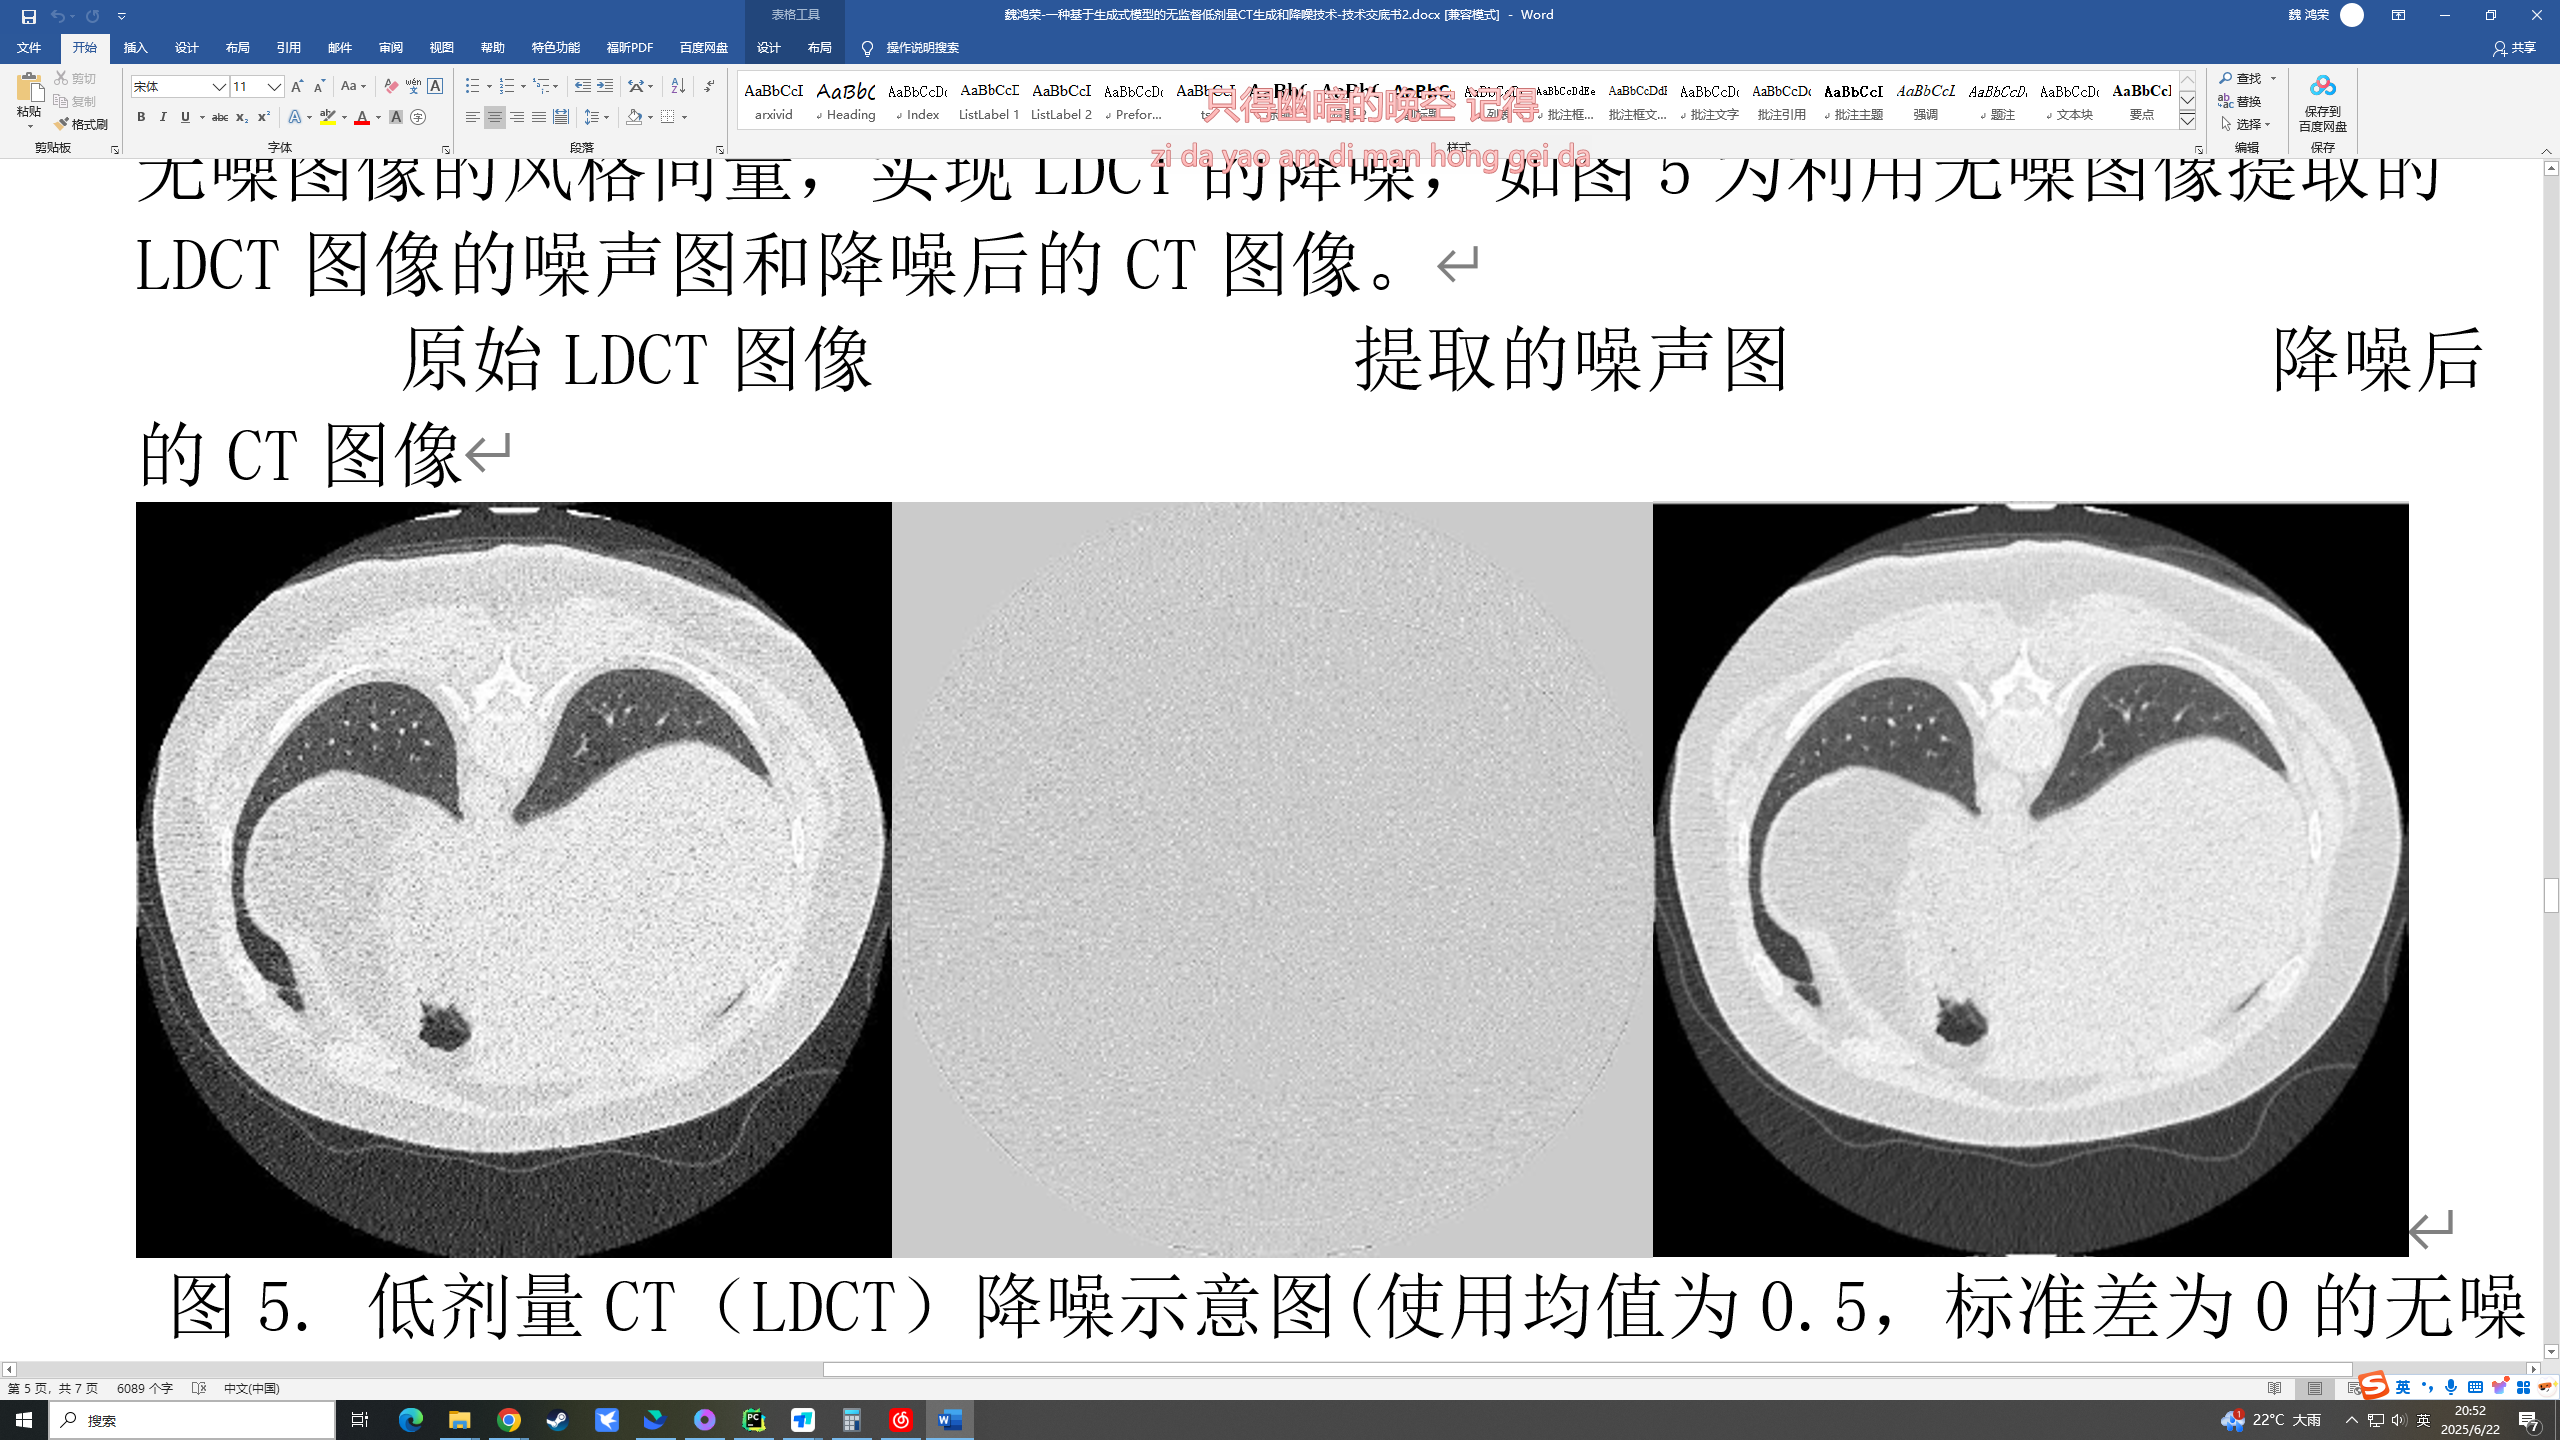 表格工具
魏鸿荣-一种基于生成式模型的无监督低剂量CT生成和降噪技术-技术交底书2.docx [兼容模式] - Word
魏 鸿荣
文件 开始 插入 设计 布局 引用 邮件 审阅 视图 帮助 特色功能 福昕PDF 百度网盘 设计 布局 操作说明搜索 共享
粘贴 剪切 复制 格式刷 剪贴板
宋体 11 Aa wén A
B I U abc x₂ x² A ab A A 字
字体
段落
AaBbCcI AaBbC AaBbCcDc AaBbCcE AaBbCcI AaBbCcDc
arxivid Heading Index ListLabel 1 ListLabel 2 Prefor...
批注框... 批注框文... 批注文字 批注引用 批注主题 强调 题注 文本块 要点
样式
查找 替换 选择 编辑
保存到 百度网盘 保存
只得幽暗的晚空 记得
zi da yao am di man hong gei da
无噪图像的风格向量，实现 LDCT 的降噪，如图 5 为利用无噪图像提取的
LDCT 图像的噪声图和降噪后的 CT 图像。
原始 LDCT 图像 提取的噪声图 降噪后
的 CT 图像
图 5. 低剂量 CT（LDCT）降噪示意图(使用均值为 0.5，标准差为 0 的无噪
第 5 页，共 7 页 6089 个字 中文(中国)
英
搜索
22°C 大雨 英 20:52
2025/6/22
7